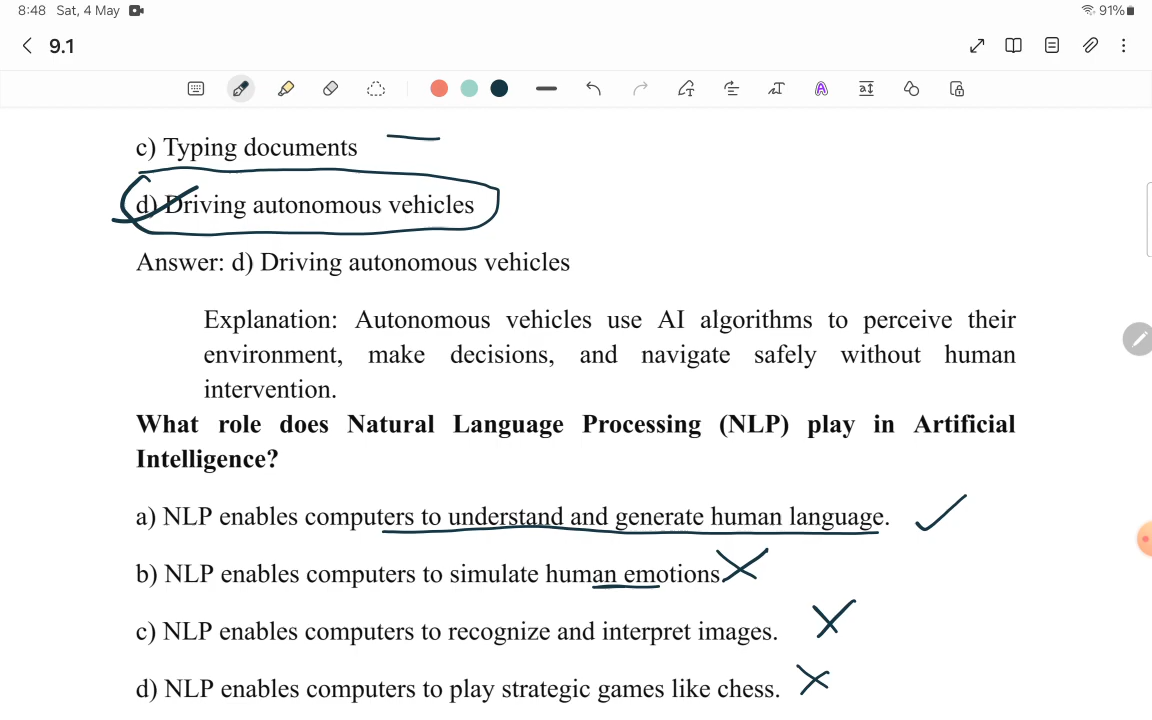 8:48 Sat, 4 May 91%
9.1
c) Typing documents
d) Driving autonomous vehicles
Answer: d) Driving autonomous vehicles
Explanation: Autonomous vehicles use AI algorithms to perceive their
environment, make decisions, and navigate safely without human
intervention.
What role does Natural Language Processing (NLP) play in Artificial
Intelligence?
a) NLP enables computers to understand and generate human language.
b) NLP enables computers to simulate human emotions.
c) NLP enables computers to recognize and interpret images.
d) NLP enables computers to play strategic games like chess.